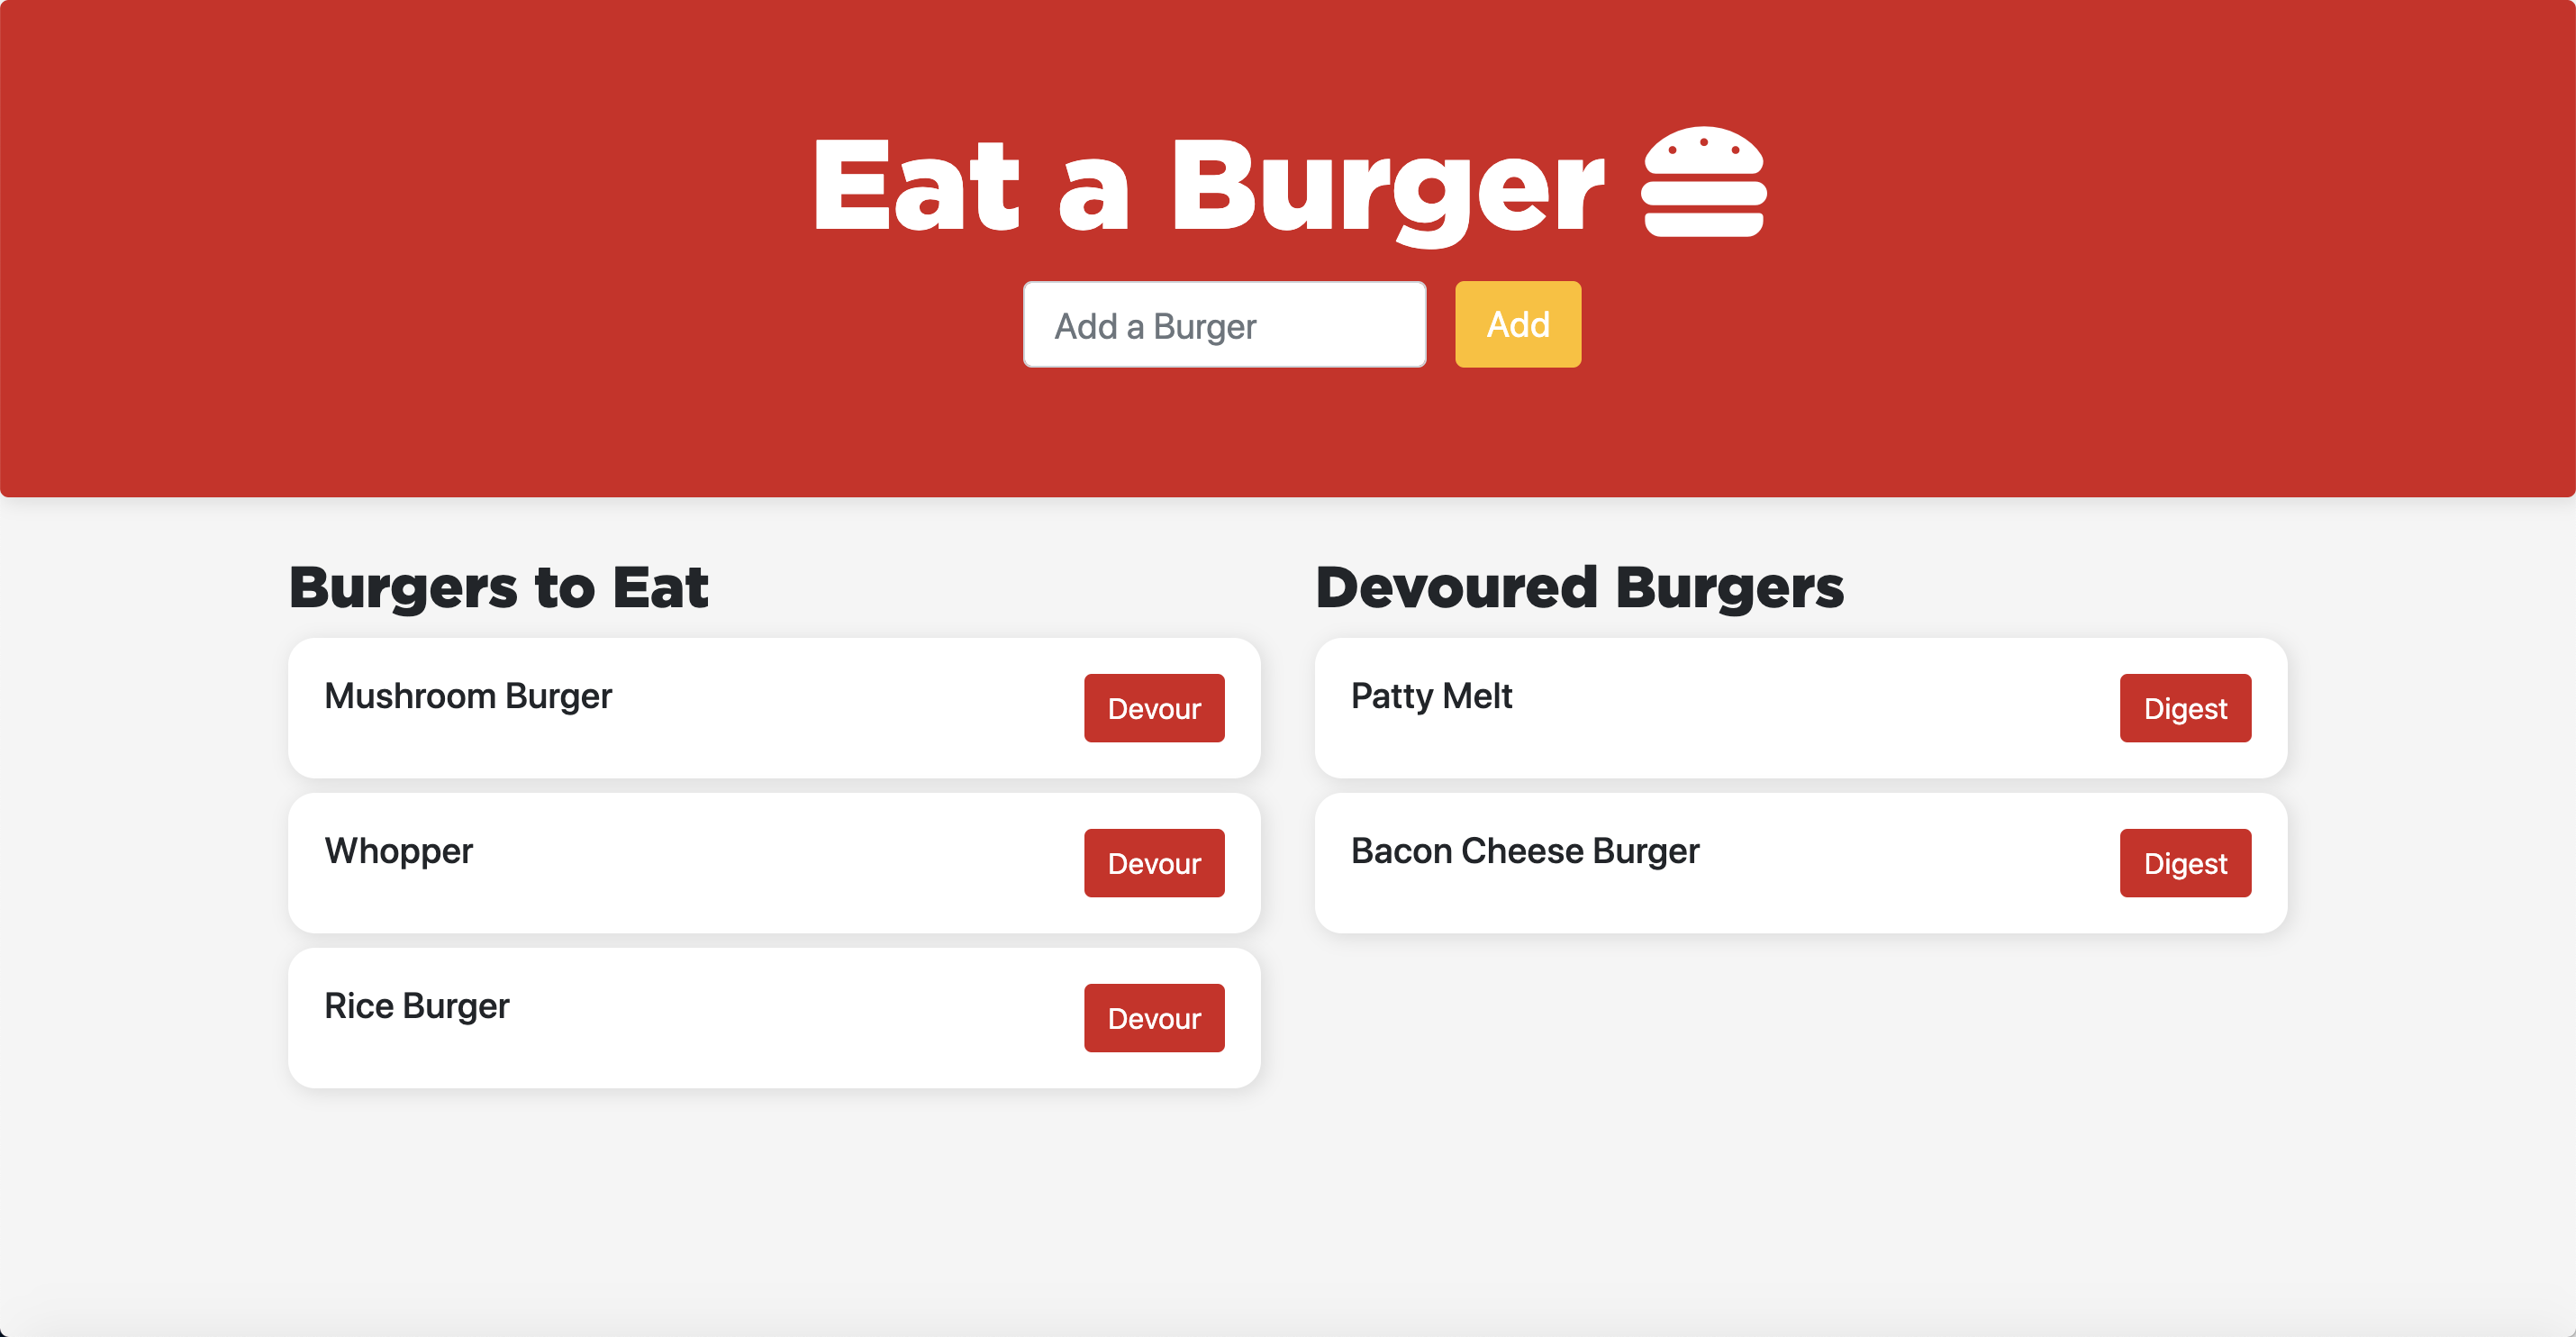 Eat a Burger
Add a Burger
Add
Burgers to Eat
Mushroom Burger
Devour
Whopper
Devour
Rice Burger
Devour
Devoured Burgers
Patty Melt
Digest
Bacon Cheese Burger
Digest